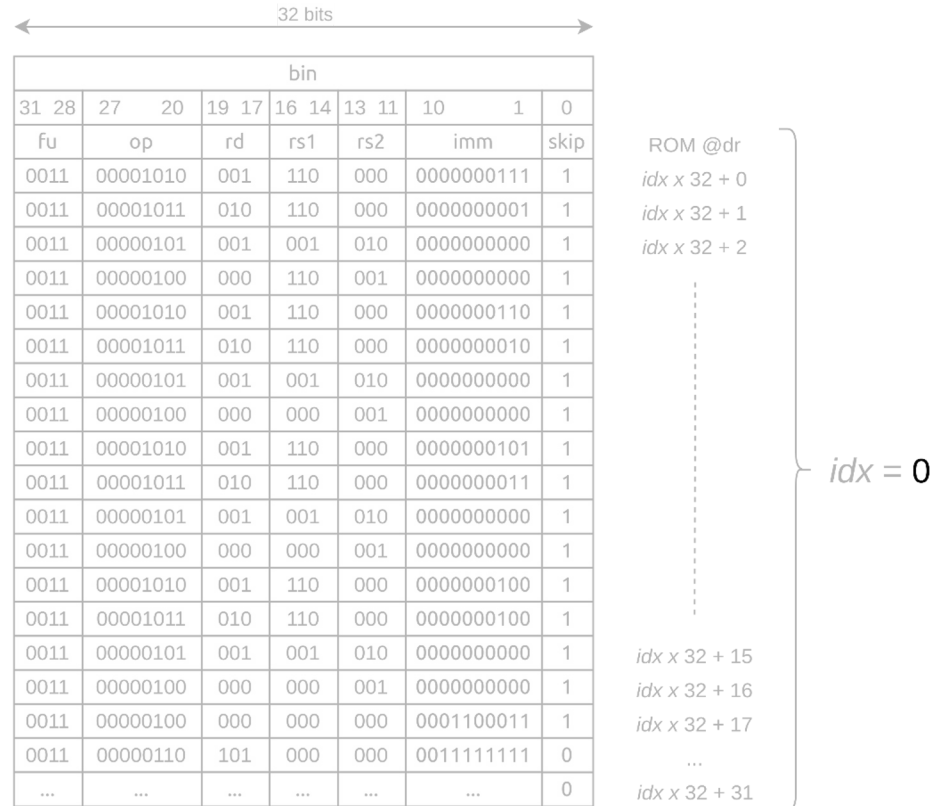 32 bits
bin
31 28 27 20 19 17 16 14 13 11 10 1 0
fu op rd rs1 rs2 imm skip ROM @dr
0011 00001010 001 110 000 0000000111 1 idx x 32 + 0
0011 00001011 010 110 000 0000000001 1 idx x 32 + 1
0011 00000101 001 001 010 0000000000 1 idx x 32 + 2
0011 00000100 000 110 001 0000000000 1
0011 00001010 001 110 000 0000000110 1
0011 00001011 010 110 000 0000000010 1
0011 00000101 001 001 010 0000000000 1
0011 00000100 000 000 001 0000000000 1
0011 00001010 001 110 000 0000000101 1
0011 00001011 010 110 000 0000000011 1 idx = 0
0011 00000101 001 001 010 0000000000 1
0011 00000100 000 000 001 0000000000 1
0011 00001010 001 110 000 0000000100 1
0011 00001011 010 110 000 0000000100 1
0011 00000101 001 001 010 0000000000 1 idx x 32 + 15
0011 00000100 000 000 001 0000000000 1 idx x 32 + 16
0011 00000100 000 000 000 0001100011 1 idx x 32 + 17
0011 00000110 101 000 000 0011111111 0 ...
... ... ... ... ... ... 0 idx x 32 + 31